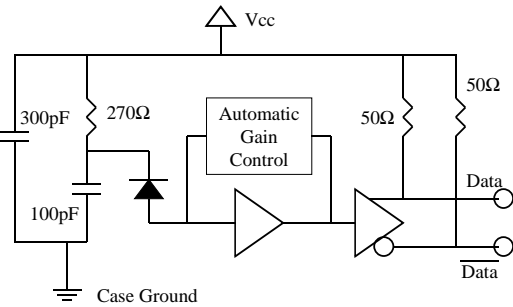 Vcc
50Ω
300pF
270Ω
Automatic
Gain
Control
50Ω
100pF
Data
Data
Case Ground